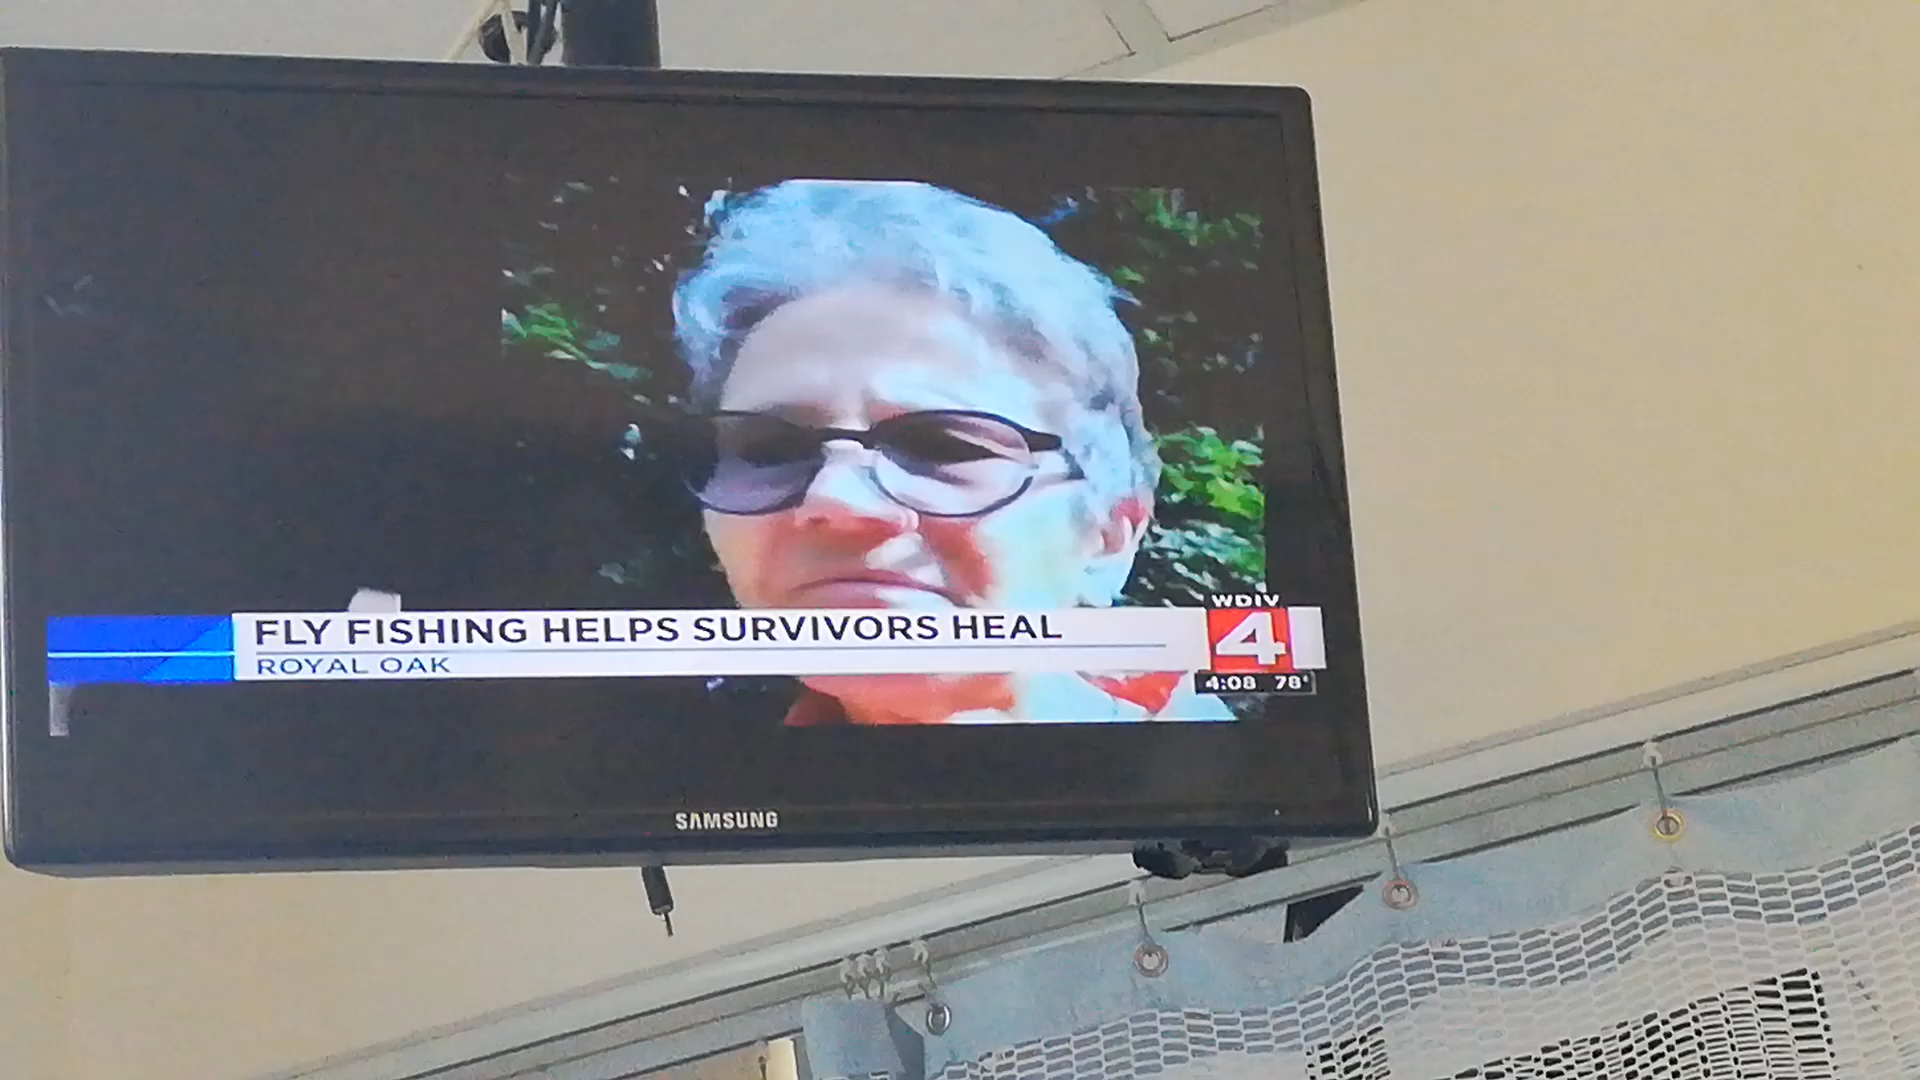 FLY FISHING HELPS SURVIVORS HEAL
ROYAL OAK
WDIV
4
4:08 78°
SAMSUNG